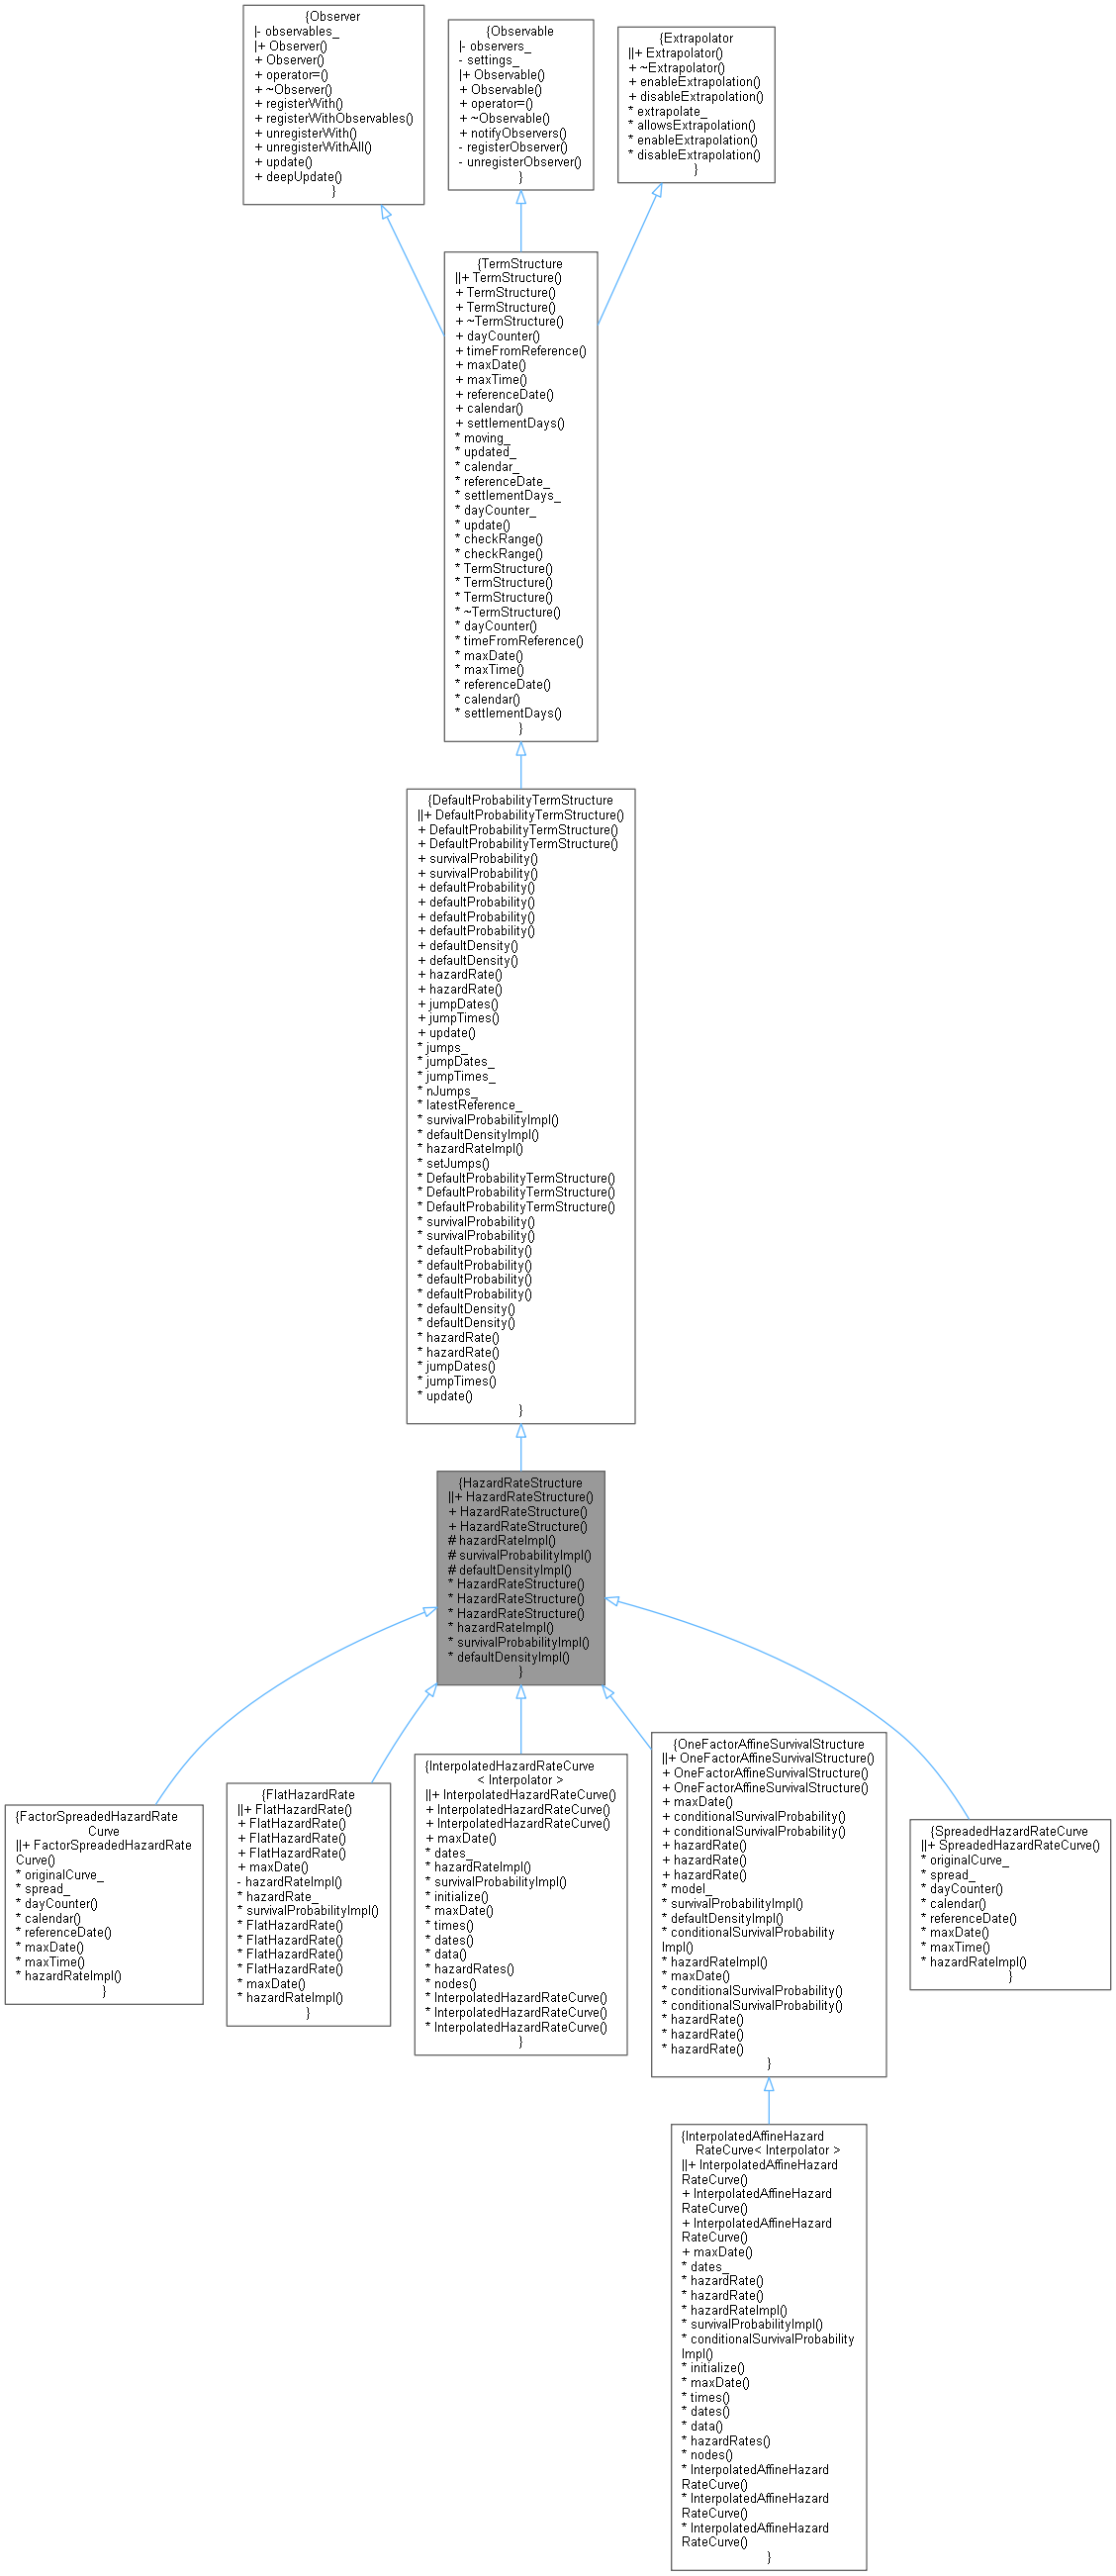 {Observer
|- observables_
|+ Observer()
+ Observer()
+ operator=()
+ ~Observer()
+ registerWith()
+ registerWithObservables()
+ unregisterWith()
+ unregisterWithAll()
+ update()
+ deepUpdate()
}
{Observable
|- observers_
- settings_
|+ Observable()
+ Observable()
+ operator=()
+ ~Observable()
+ notifyObservers()
- registerObserver()
- unregisterObserver()
}
{Extrapolator
||+ Extrapolator()
+ ~Extrapolator()
+ enableExtrapolation()
+ disableExtrapolation()
* extrapolate_
* allowsExtrapolation()
* enableExtrapolation()
* disableExtrapolation()
}
{TermStructure
||+ TermStructure()
+ TermStructure()
+ TermStructure()
+ ~TermStructure()
+ dayCounter()
+ timeFromReference()
+ maxDate()
+ maxTime()
+ referenceDate()
+ calendar()
+ settlementDays()
* moving_
* updated_
* calendar_
* referenceDate_
* settlementDays_
* dayCounter_
* update()
* checkRange()
* checkRange()
* TermStructure()
* TermStructure()
* TermStructure()
* ~TermStructure()
* dayCounter()
* timeFromReference()
* maxDate()
* maxTime()
* referenceDate()
* calendar()
* settlementDays()
}
{DefaultProbabilityTermStructure
||+ DefaultProbabilityTermStructure()
+ DefaultProbabilityTermStructure()
+ DefaultProbabilityTermStructure()
+ survivalProbability()
+ survivalProbability()
+ defaultProbability()
+ defaultProbability()
+ defaultProbability()
+ defaultProbability()
+ defaultDensity()
+ defaultDensity()
+ hazardRate()
+ hazardRate()
+ jumpDates()
+ jumpTimes()
+ update()
* jumps_
* jumpDates_
* jumpTimes_
* nJumps_
* latestReference_
* survivalProbabilityImpl()
* defaultDensityImpl()
* hazardRateImpl()
* setJumps()
* DefaultProbabilityTermStructure()
* DefaultProbabilityTermStructure()
* DefaultProbabilityTermStructure()
* survivalProbability()
* survivalProbability()
* defaultProbability()
* defaultProbability()
* defaultProbability()
* defaultProbability()
* defaultDensity()
* defaultDensity()
* hazardRate()
* hazardRate()
* jumpDates()
* jumpTimes()
* update()
}
{HazardRateStructure
||+ HazardRateStructure()
+ HazardRateStructure()
+ HazardRateStructure()
# hazardRateImpl()
# survivalProbabilityImpl()
# defaultDensityImpl()
* HazardRateStructure()
* HazardRateStructure()
* HazardRateStructure()
* hazardRateImpl()
* survivalProbabilityImpl()
* defaultDensityImpl()
}
{FactorSpreadedHazardRate
Curve
||+ FactorSpreadedHazardRate
Curve()
* originalCurve_
* spread_
* dayCounter()
* calendar()
* referenceDate()
* maxDate()
* maxTime()
* hazardRateImpl()
}
{FlatHazardRate
||+ FlatHazardRate()
+ FlatHazardRate()
+ FlatHazardRate()
+ FlatHazardRate()
+ maxDate()
- hazardRateImpl()
* hazardRate_
* survivalProbabilityImpl()
* FlatHazardRate()
* FlatHazardRate()
* FlatHazardRate()
* FlatHazardRate()
* maxDate()
* hazardRateImpl()
}
{InterpolatedHazardRateCurve
< Interpolator >
||+ InterpolatedHazardRateCurve()
+ InterpolatedHazardRateCurve()
+ InterpolatedHazardRateCurve()
+ maxDate()
* dates_
* hazardRateImpl()
* survivalProbabilityImpl()
* initialize()
* maxDate()
* times()
* dates()
* data()
* hazardRates()
* nodes()
* InterpolatedHazardRateCurve()
* InterpolatedHazardRateCurve()
* InterpolatedHazardRateCurve()
}
{OneFactorAffineSurvivalStructure
||+ OneFactorAffineSurvivalStructure()
+ OneFactorAffineSurvivalStructure()
+ OneFactorAffineSurvivalStructure()
+ maxDate()
+ conditionalSurvivalProbability()
+ conditionalSurvivalProbability()
+ hazardRate()
+ hazardRate()
+ hazardRate()
* model_
* survivalProbabilityImpl()
* defaultDensityImpl()
* conditionalSurvivalProbability
Impl()
* hazardRateImpl()
* maxDate()
* conditionalSurvivalProbability()
* conditionalSurvivalProbability()
* hazardRate()
* hazardRate()
* hazardRate()
}
{SpreadedHazardRateCurve
||+ SpreadedHazardRateCurve()
* originalCurve_
* spread_
* dayCounter()
* calendar()
* referenceDate()
* maxDate()
* maxTime()
* hazardRateImpl()
}
{InterpolatedAffineHazard
RateCurve< Interpolator >
||+ InterpolatedAffineHazard
RateCurve()
+ InterpolatedAffineHazard
RateCurve()
+ InterpolatedAffineHazard
RateCurve()
+ maxDate()
* dates_
* hazardRate()
* hazardRate()
* hazardRateImpl()
* survivalProbabilityImpl()
* conditionalSurvivalProbability
Impl()
* initialize()
* maxDate()
* times()
* dates()
* data()
* hazardRates()
* nodes()
* InterpolatedAffineHazard
RateCurve()
* InterpolatedAffineHazard
RateCurve()
* InterpolatedAffineHazard
RateCurve()
}